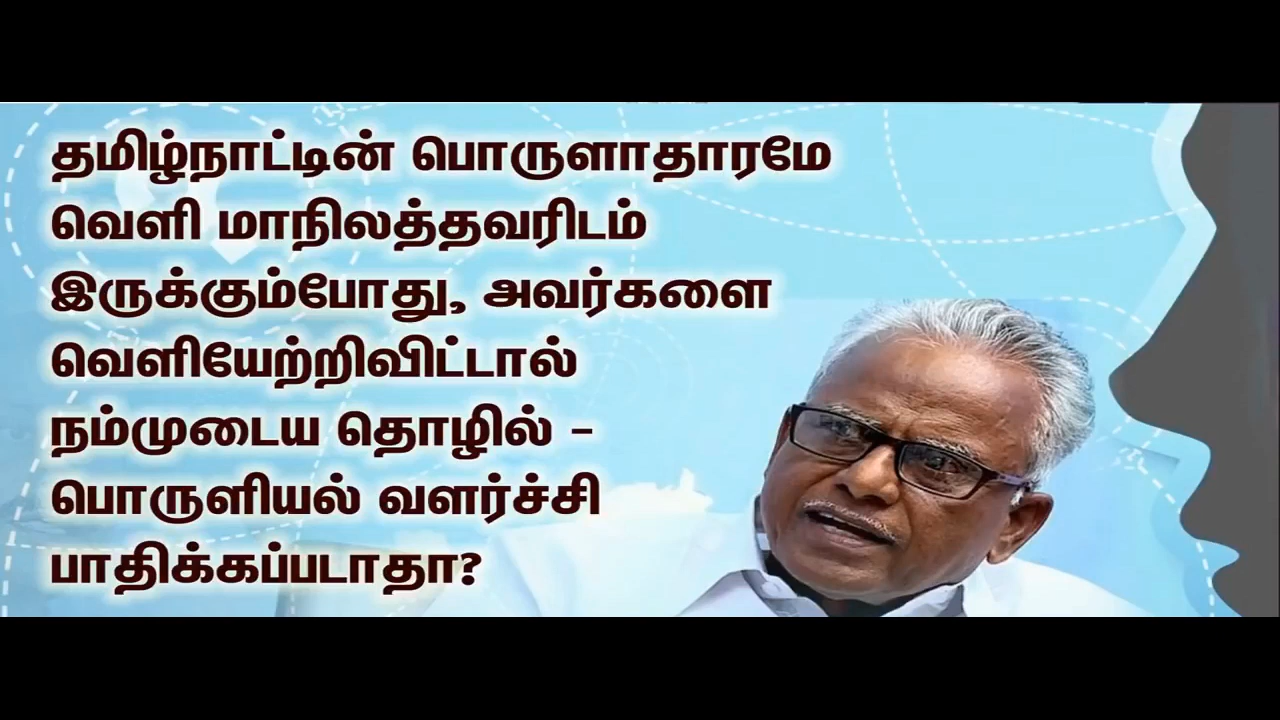 தமிழ்நாட்டின் பொருளாதாரமே
வெளி மாநிலத்தவரிடம்
இருக்கும்போது, அவர்களை
வெளியேற்றிவிட்டால்
நம்முடைய தொழில் –
பொருளியல் வளர்ச்சி
பாதிக்கப்படாதா?